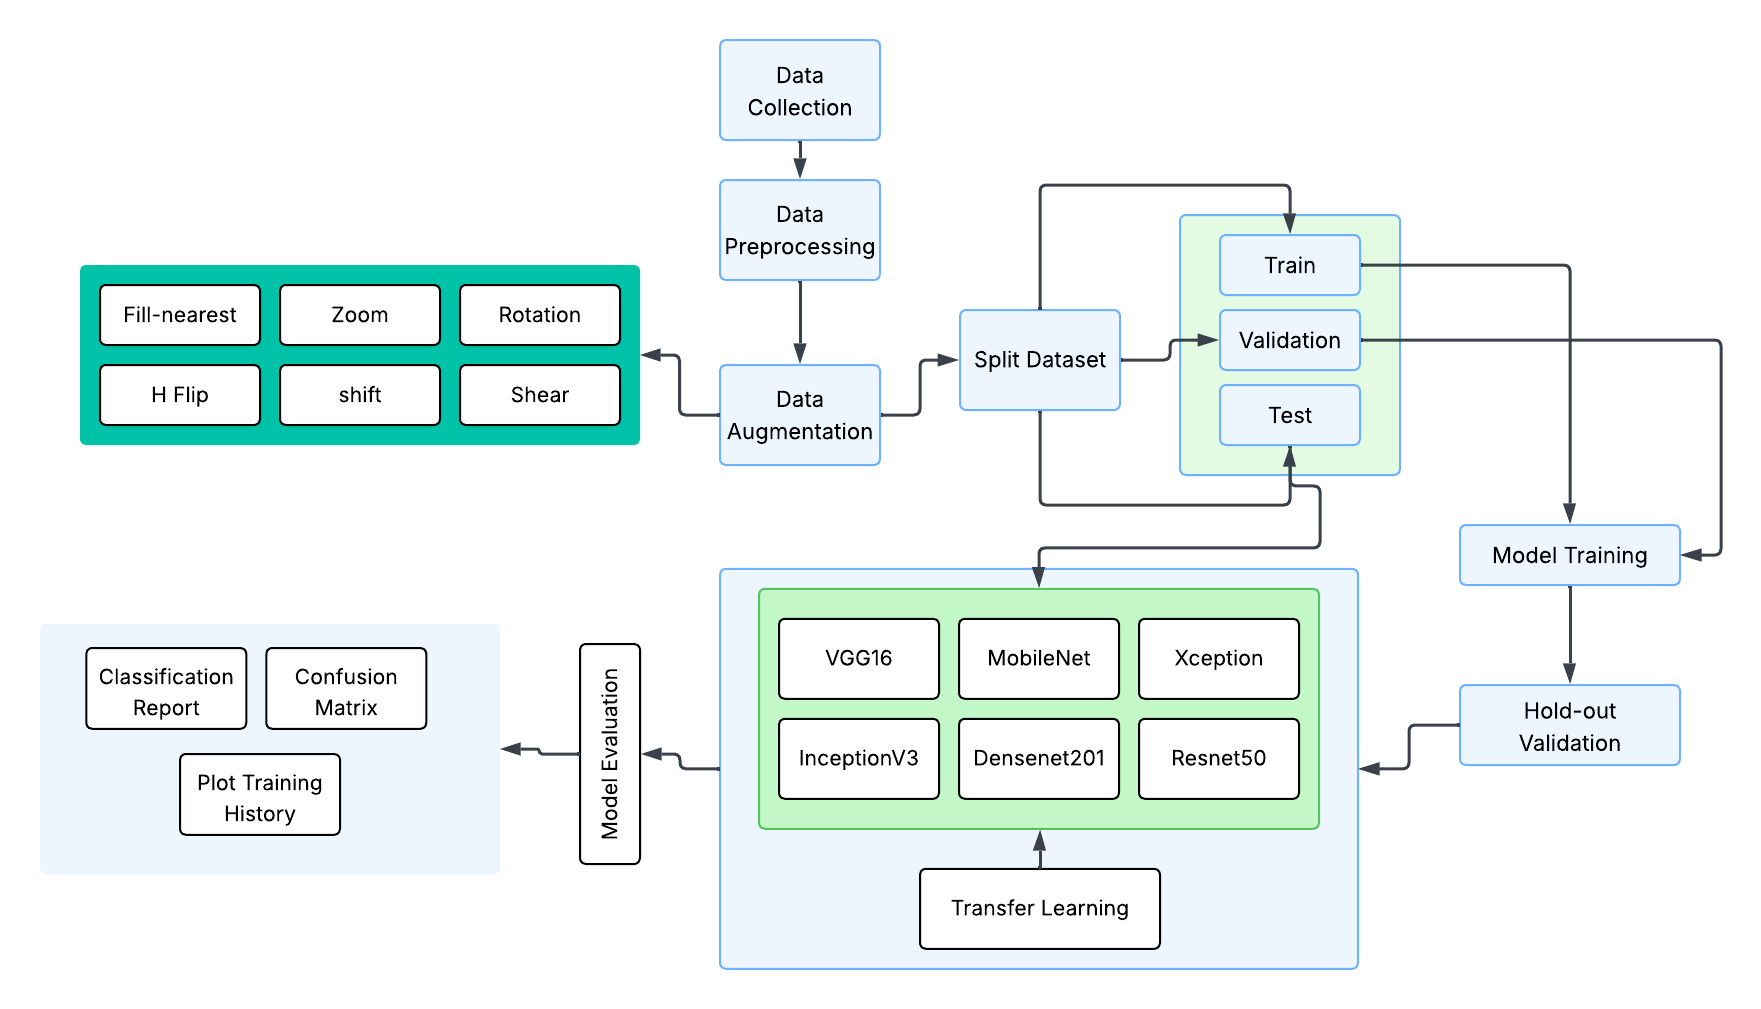 Data
Collection
Data
Preprocessing
Fill-nearest
Zoom
Rotation
H Flip
shift
Shear
Data
Augmentation
Split Dataset
Train
Validation
Test
Model Training
Hold-out
Validation
VGG16
MobileNet
Xception
InceptionV3
Densenet201
Resnet50
Transfer Learning
Model Evaluation
Classification
Report
Confusion
Matrix
Plot Training
History